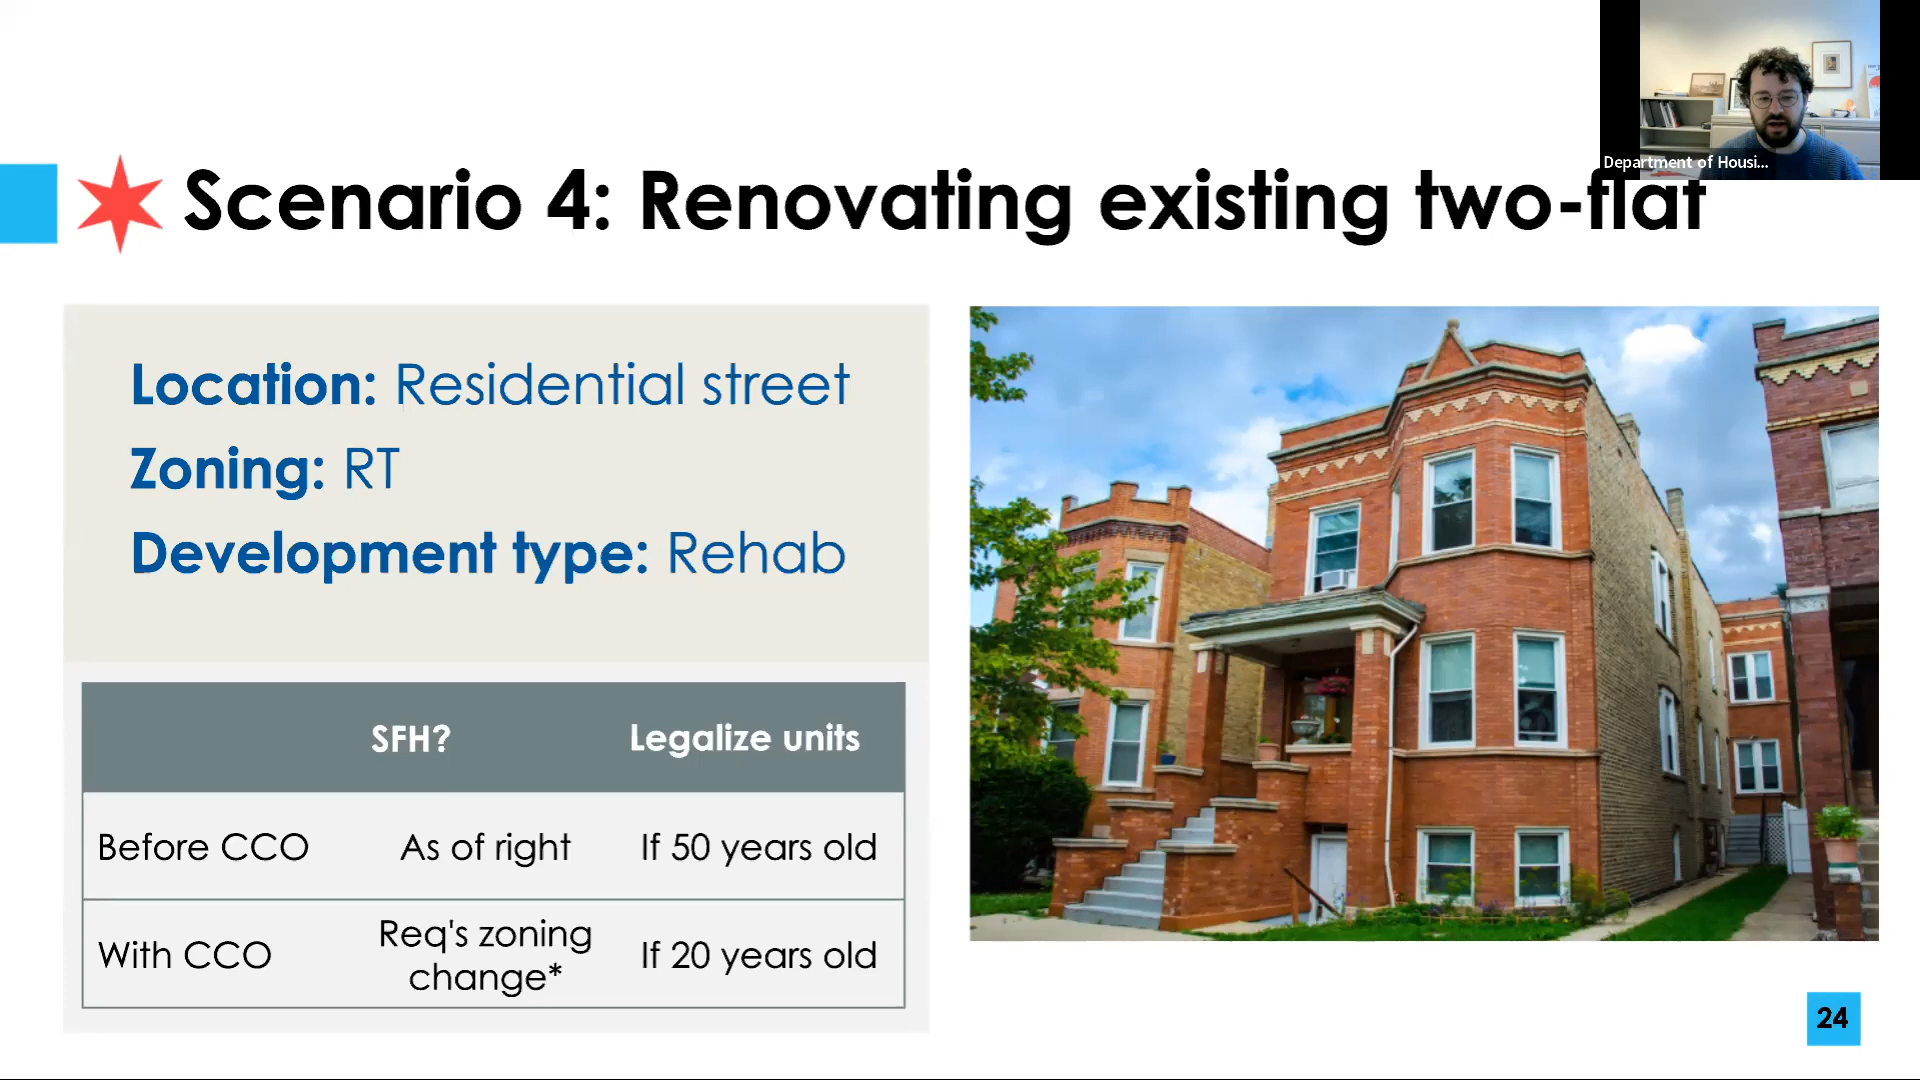 Department of Housi...
Scenario 4: Renovating existing two-flat
Location: Residential street
Zoning: RT
Development type: Rehab
SFH? Legalize units
Before CCO As of right If 50 years old
With CCO Req's zoning change* If 20 years old
24